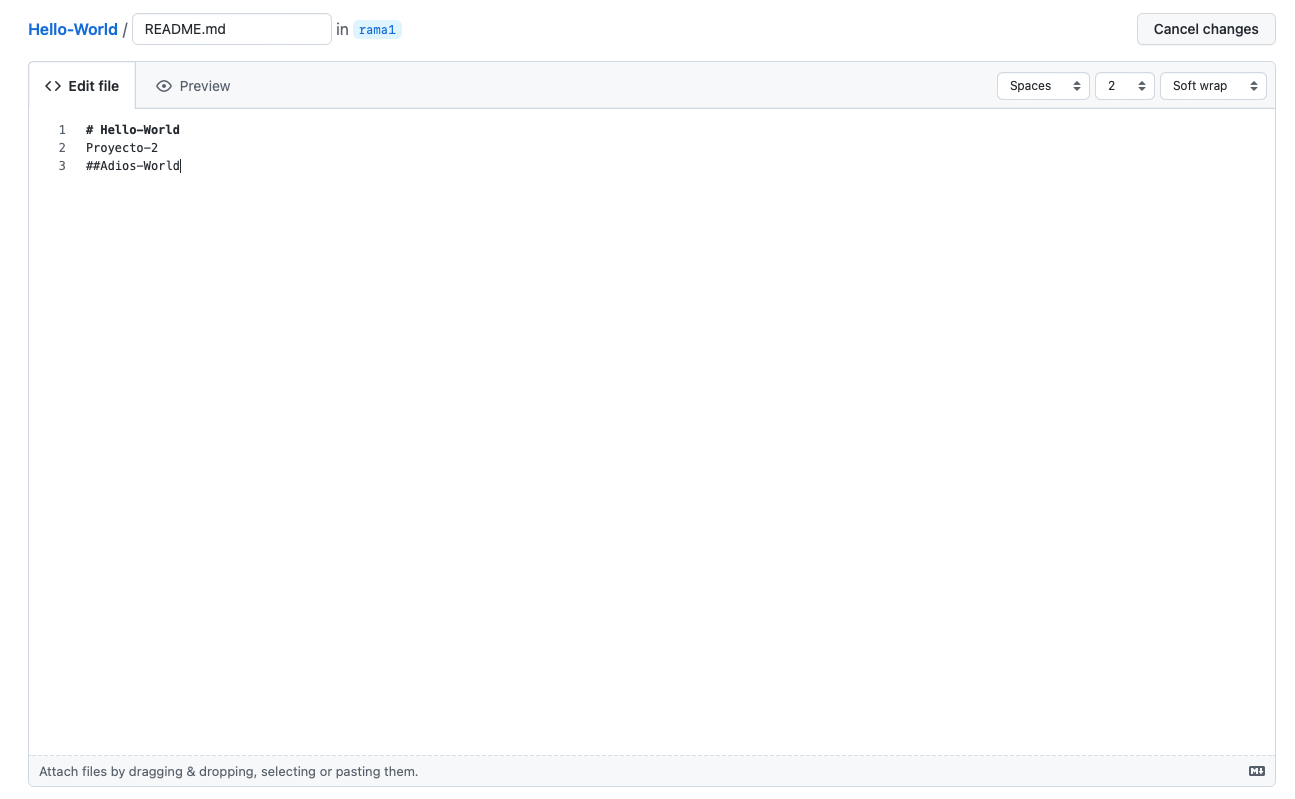 Hello-World / README.md in rama1 Cancel changes
Edit file Preview Spaces 2 Soft wrap
1 # Hello-World
2 Proyecto-2
3 ##Adios-World
Attach files by dragging & dropping, selecting or pasting them.